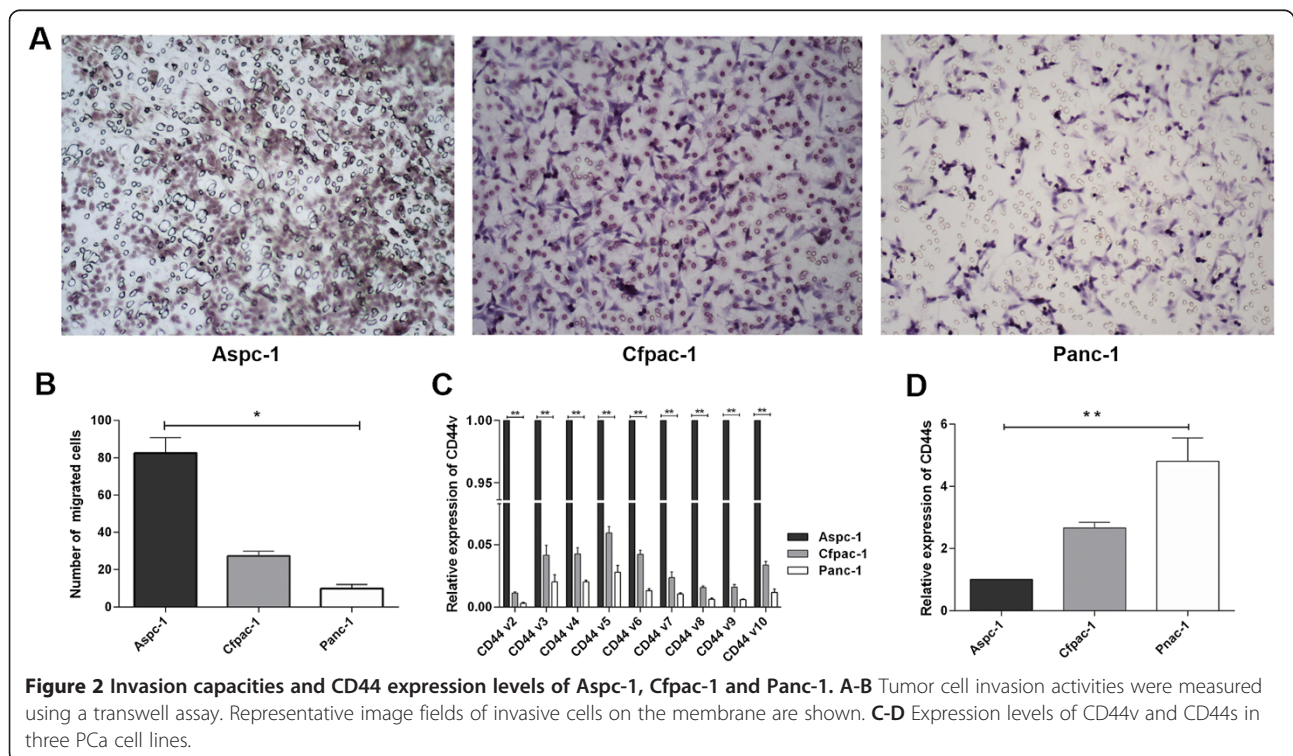 A
Aspc-1
Cfpac-1
Panc-1
B
Number of migrated cells
100
80
60
40
20
0
*
Aspc-1
Cfpac-1
Panc-1
C
Relative expression of CD44v
1.00
0.95
0.05
0.00
** ** ** ** ** ** ** ** **
CD44 v2
CD44 v3
CD44 v4
CD44 v5
CD44 v6
CD44 v7
CD44 v8
CD44 v9
CD44 v10
Aspc-1
Cfpac-1
Panc-1
D
Relative expression of CD44s
6
4
2
0
**
Aspc-1
Cfpac-1
Pnac-1
Figure 2 Invasion capacities and CD44 expression levels of Aspc-1, Cfpac-1 and Panc-1. A-B Tumor cell invasion activities were measured
using a transwell assay. Representative image fields of invasive cells on the membrane are shown. C-D Expression levels of CD44v and CD44s in
three PCa cell lines.